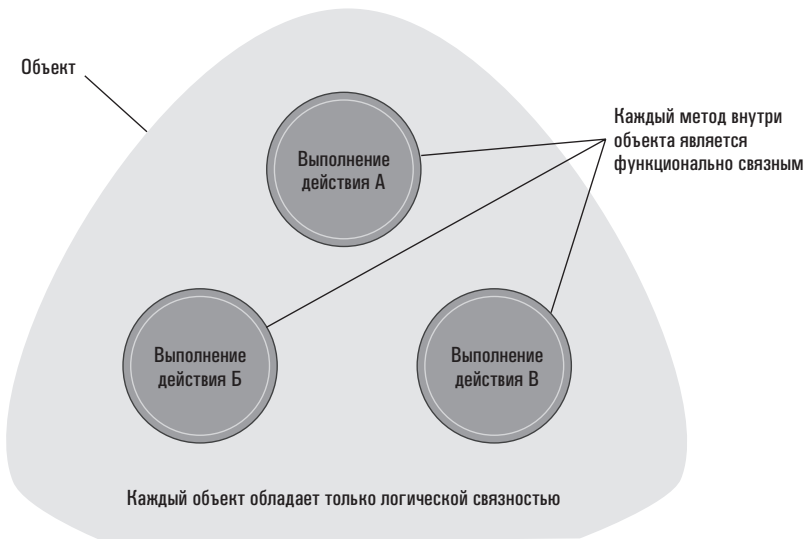 Объект
Каждый метод внутри
объекта является
функционально связным
Выполнение
действия А
Выполнение
действия Б
Выполнение
действия В
Каждый объект обладает только логической связностью